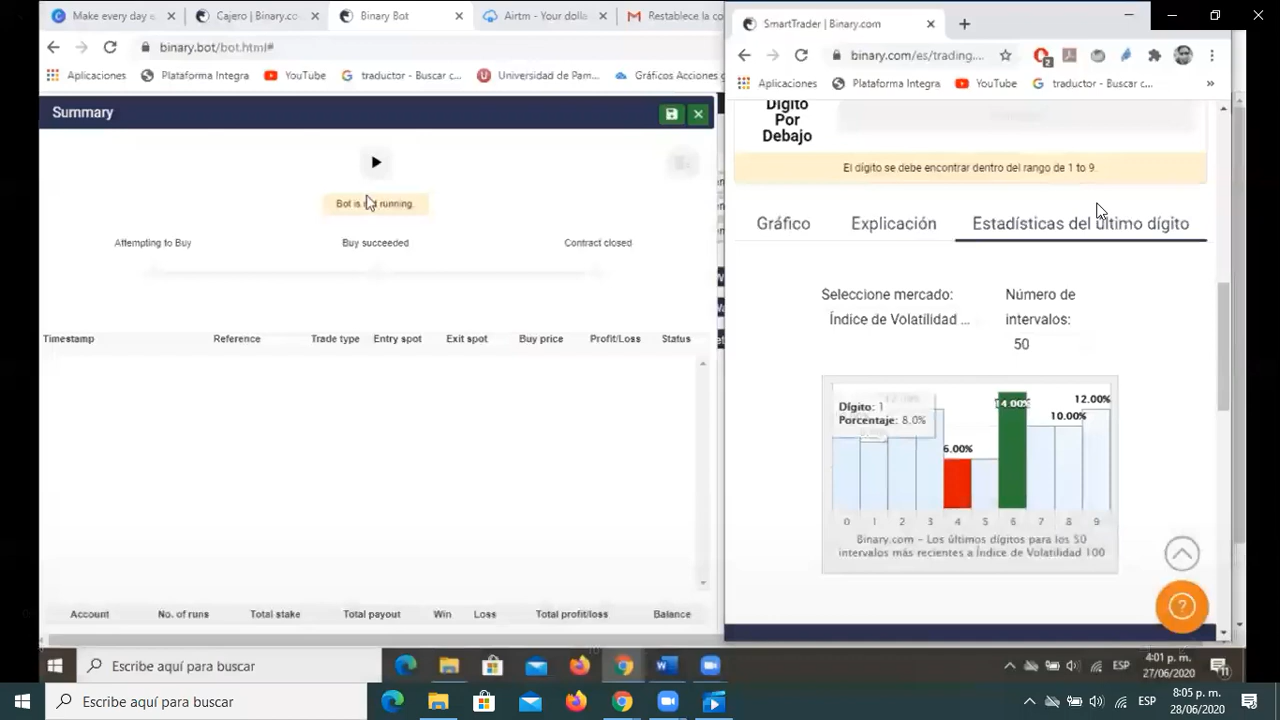 Make every day e
Cajero | Binary.co
Binary Bot
Airtm - Your dolla
Restablece la co
binary.bot/bot.html#
Aplicaciones
Plataforma Integra
YouTube
traductor - Buscar c...
Universidad de Pam...
Gráficos Acciones
Summary
Bot is running.
Attempting to Buy
Buy succeeded
Contract closed
Timestamp
Reference
Trade type
Entry spot
Exit spot
Buy price
Profit/Loss
Status
Account
No. of runs
Total stake
Total payout
Win
Loss
Total profit/loss
Balance
SmartTrader | Binary.com
binary.com/es/trading...
2
Aplicaciones
Plataforma Integra
YouTube
traductor - Buscar c...
»
Dígito
Por
Debajo
El dígito se debe encontrar dentro del rango de 1 to 9.
Gráfico
Explicación
Estadísticas del último dígito
Seleccione mercado:
Índice de Volatilidad ...
Número de
intervalos:
50
Dígito: 1
Porcentaje: 8.0%
6.00%
14.00%
10.00%
12.00%
0 1 2 3 4 5 6 7 8 9
Binary.com – Los últimos dígitos para los 50
intervalos más recientes a Índice de Volatilidad 100
?
Escribe aquí para buscar
ESP
4:01 p. m.
27/06/2020
11
Escribe aquí para buscar
ESP
8:05 p. m.
28/06/2020